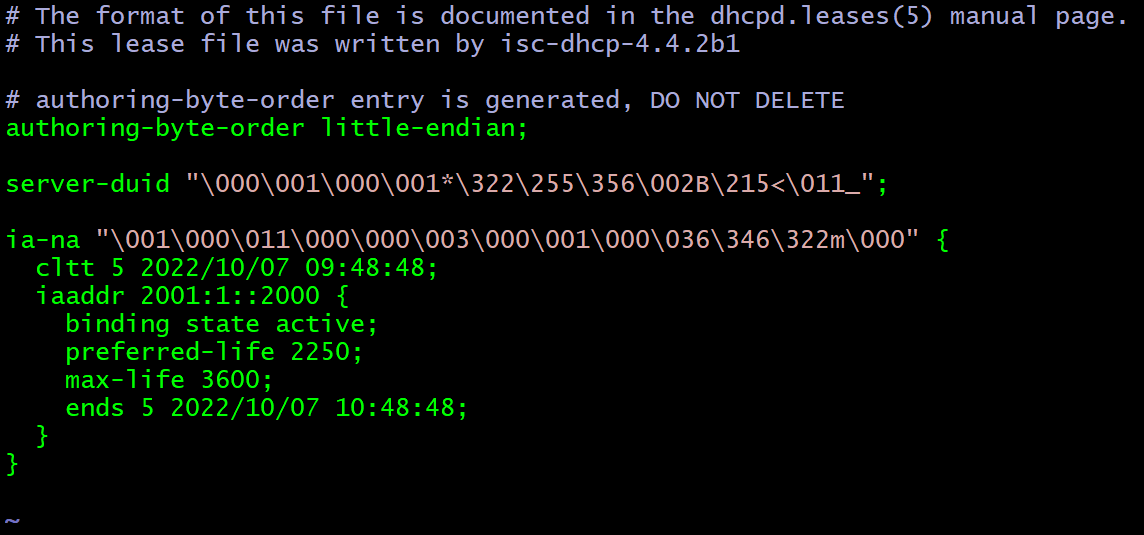 # The format of this file is documented in the dhcpd.leases(5) manual page.
# This lease file was written by isc-dhcp-4.4.2b1

# authoring-byte-order entry is generated, DO NOT DELETE
authoring-byte-order little-endian;

server-duid "\000\001\000\001*\322\255\356\002B\215<\011_";

ia-na "\001\000\011\000\000\003\000\001\000\036\346\322m\000" {
  cltt 5 2022/10/07 09:48:48;
  iaaddr 2001:1::2000 {
    binding state active;
    preferred-life 2250;
    max-life 3600;
    ends 5 2022/10/07 10:48:48;
  }
}

~